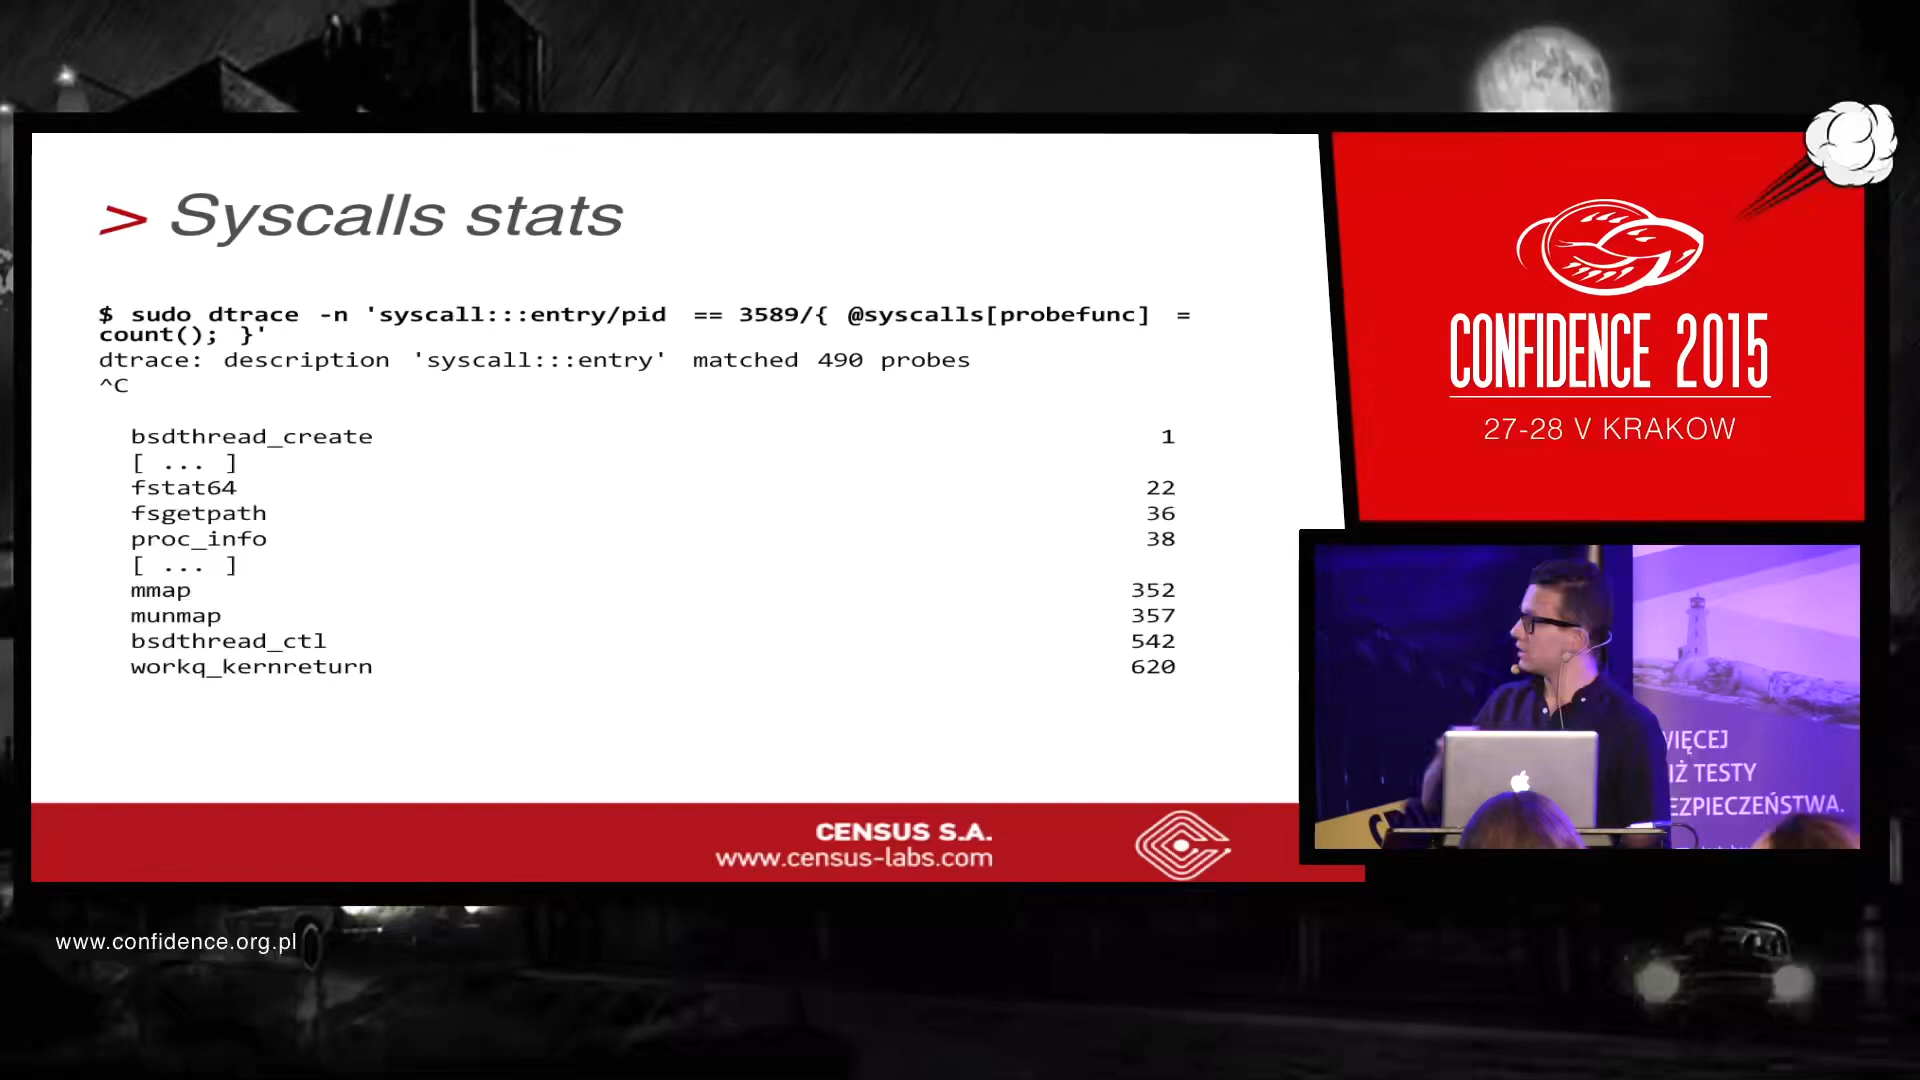 > Syscalls stats
$ sudo dtrace -n 'syscall:::entry/pid == 3589/{ @syscalls[probefunc] =
count(); }'
dtrace: description 'syscall:::entry' matched 490 probes
^C
bsdthread_create 1
[ ... ]
fstat64 22
fsgetpath 36
proc_info 38
[ ... ]
mmap 352
munmap 357
bsdthread_ctl 542
workq_kernreturn 620
CENSUS S.A.
www.census-labs.com
CONFIDENCE 2015
27-28 V KRAKOW
WIĘCEJ
IŻ TESTY
EZPIECZEŃSTWA.
www.confidence.org.pl